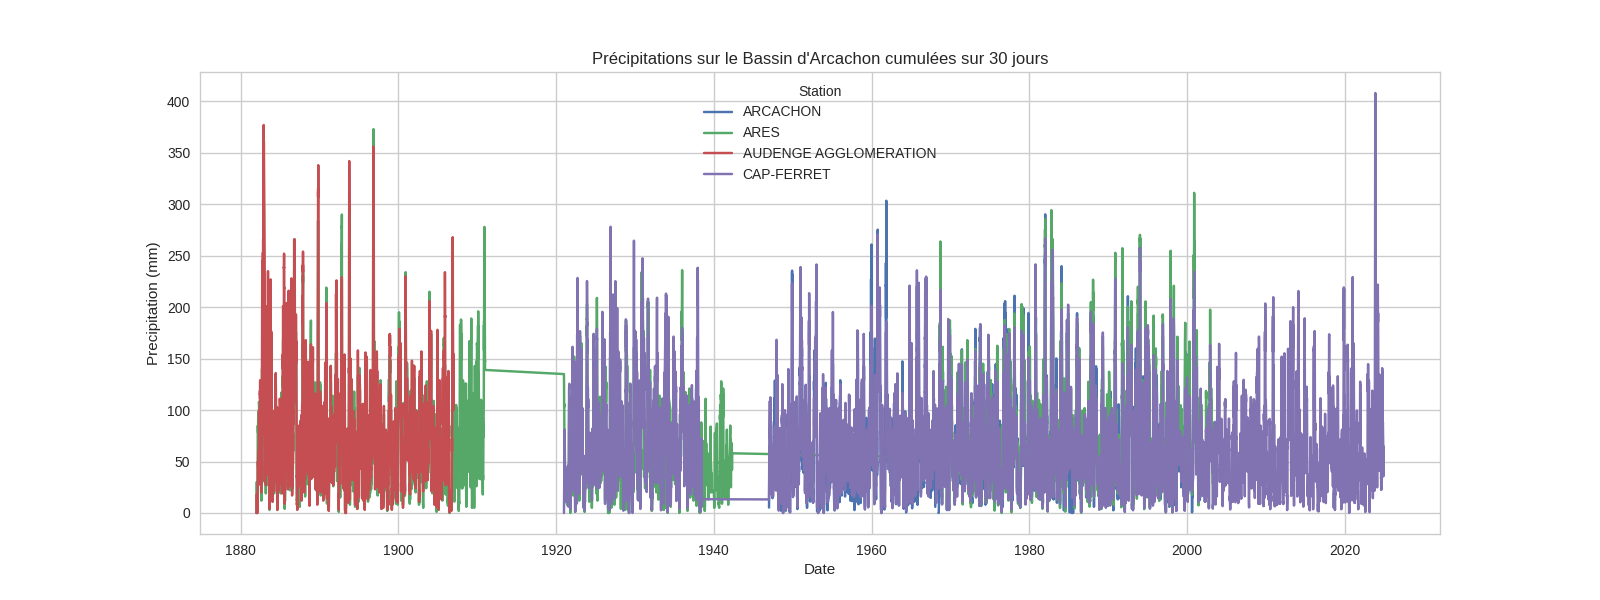 Précipitations sur le Bassin d'Arcachon cumulées sur 30 jours
Station
ARCACHON
ARES
AUDENGE AGGLOMERATION
CAP-FERRET
Precipitation (mm)
400
350
300
250
200
150
100
50
0
1880 1900 1920 1940 1960 1980 2000 2020
Date